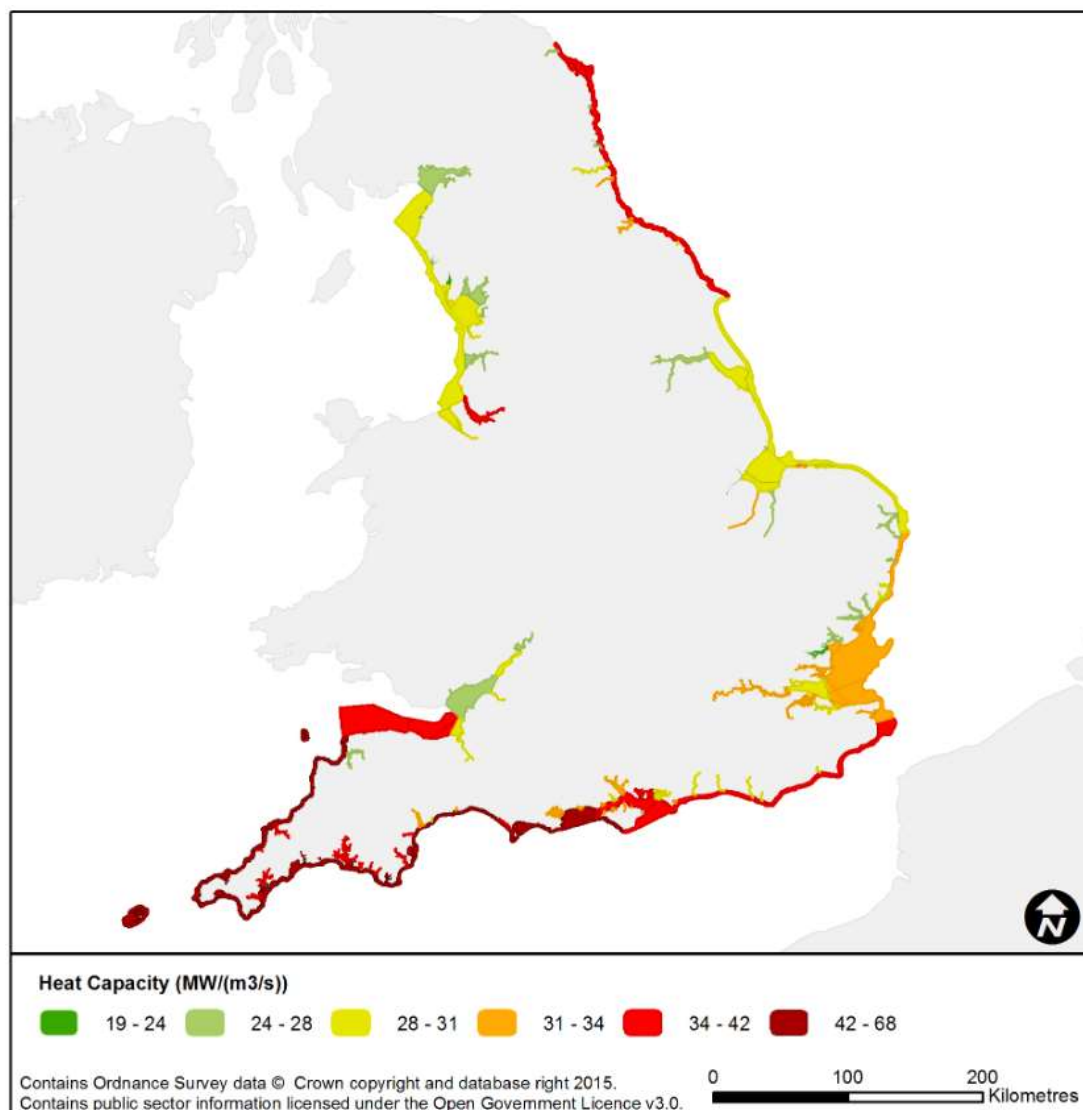 N
Heat Capacity (MW/(m3/s))
19 - 24 24 - 28 28 - 31 31 - 34 34 - 42 42 - 68
Contains Ordnance Survey data © Crown copyright and database right 2015.
Contains public sector information licensed under the Open Government Licence v3.0.
0 100 200
Kilometres